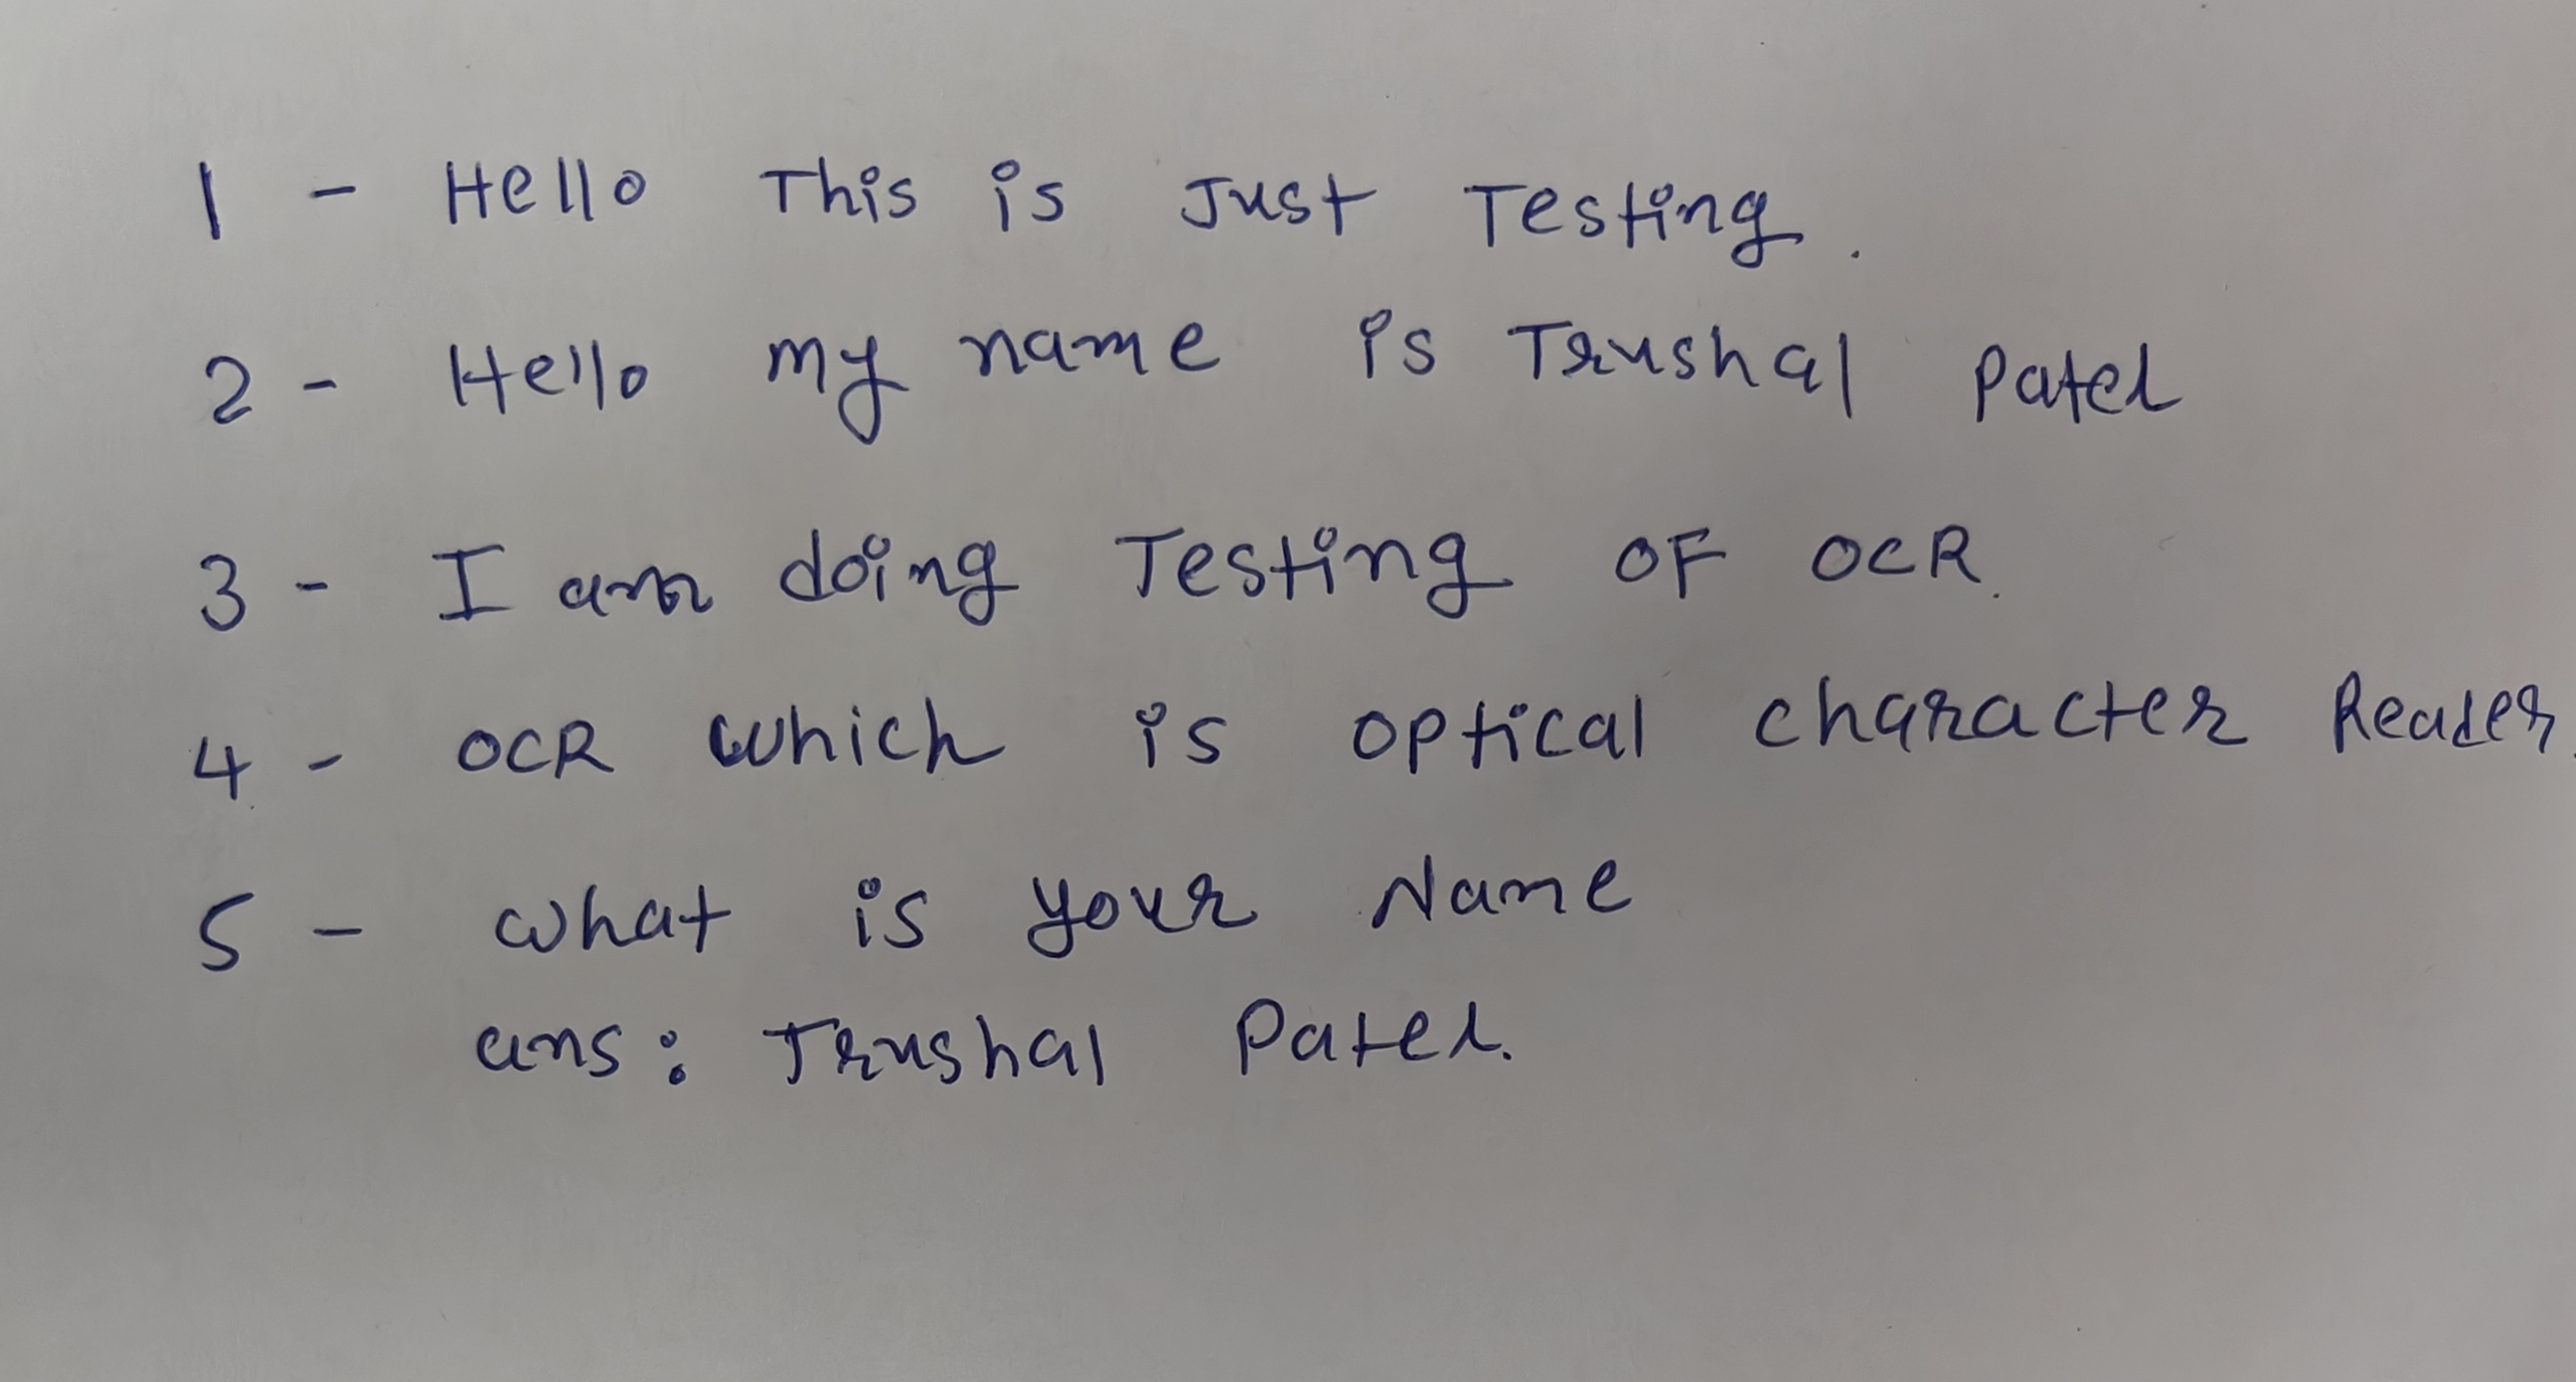 1 - Hello This is Just Testing.
2 - Hello my name is Trushal Patel
3 - I am doing Testing OF OCR.
4 - OCR which is optical character Reader.
5 - what is your Name
ans: Trushal Patel.